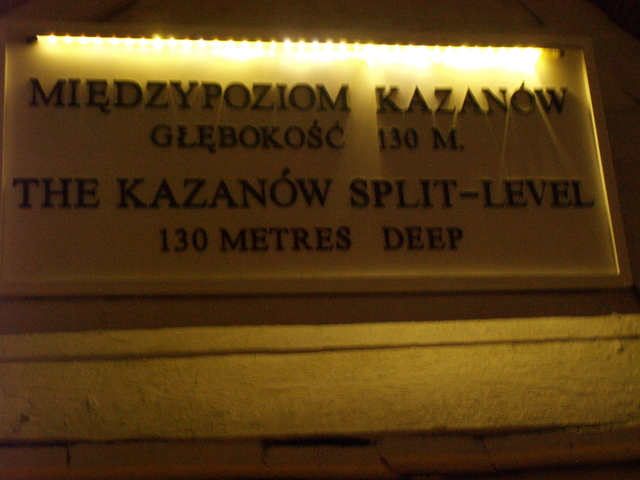 MIĘDZYPOZIOM KAZANÓW
GŁĘBOKOŚĆ 130 M.
THE KAZANÓW SPLIT-LEVEL
130 METRES DEEP